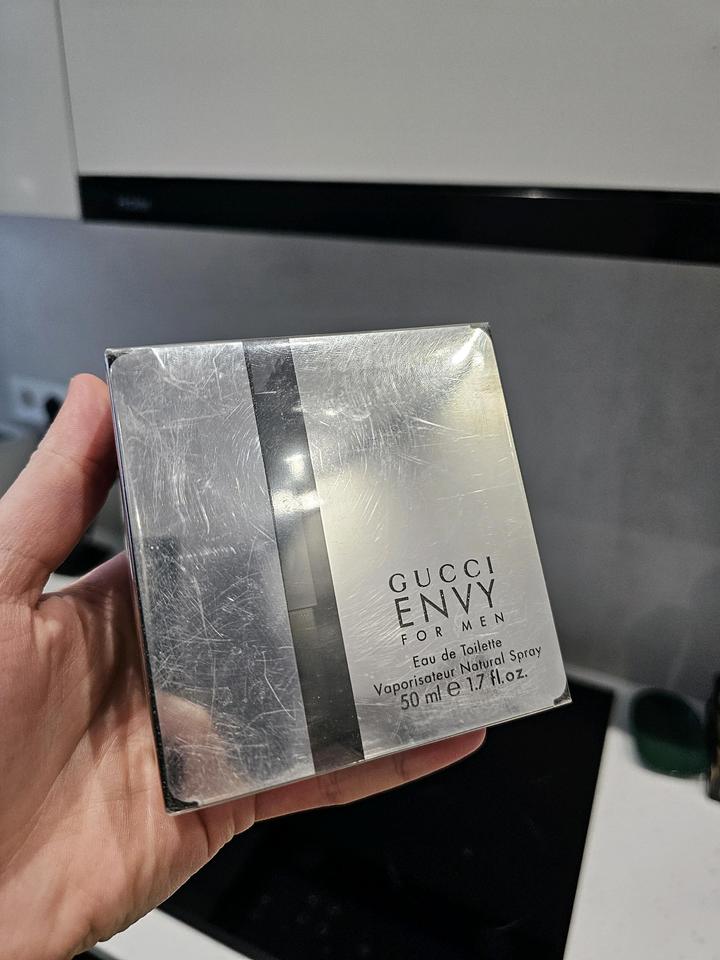 GUCCI
ENVY
FOR MEN
Eau de Toilette
Vaporisateur Natural Spray
50 ml ℮ 1.7 fl.oz.